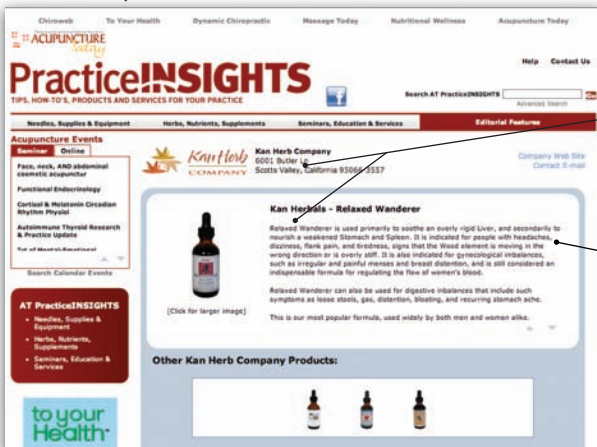 Chiroweb To Your Health Dynamic Chiropractic Massage Today Nutritional Wellness Acupuncture Today
ACUPUNCTURE
today
PracticeINSIGHTS
TIPS, HOW-TO'S, PRODUCTS AND SERVICES FOR YOUR PRACTICE
Help Contact Us
Search AT PracticeINSIGHTS Go
Advanced Search
Needles, Supplies & Equipment Herbs, Nutrients, Supplements Seminars, Education & Services Editorial Features
Acupuncture Events
Seminar Online
Face, neck, AND abdominal
cosmetic acupunctur
Functional Endocrinology
Cortisol & Melatonin Circadian
Rhythm Physiol
Autoimmune Thyroid Research
& Practice Update
Search Calendar Events
AT PracticeINSIGHTS
Needles, Supplies &
Equipment
Herbs, Nutrients,
Supplements
Seminars, Education &
Services
to your
Health
Kan Herb
COMPANY
Kan Herb Company
6001 Butler Ln
Scotts Valley, California 95066-3557
Company Web Site
Contact E-mail
Kan Herbals - Relaxed Wanderer
Relaxed Wanderer is used primarily to soothe an overly rigid Liver, and secondarily to
nourish a weakened Stomach and Spleen. It is indicated for people with headaches,
dizziness, flank pain, and tiredness, signs that the Wood element is moving in the
wrong direction or is overly stiff. It is also indicated for gynecological imbalances,
such as irregular and painful menses and breast distention, and is still considered an
indispensable formula for regulating the flow of women's blood.
Relaxed Wanderer can also be used for digestive inbalances that include such
symptoms as loose stools, gas, distention, bloating, and recurring stomach ache.
This is our most popular formula, used widely by both men and women alike.
[Click for larger image]
Other Kan Herb Company Products: